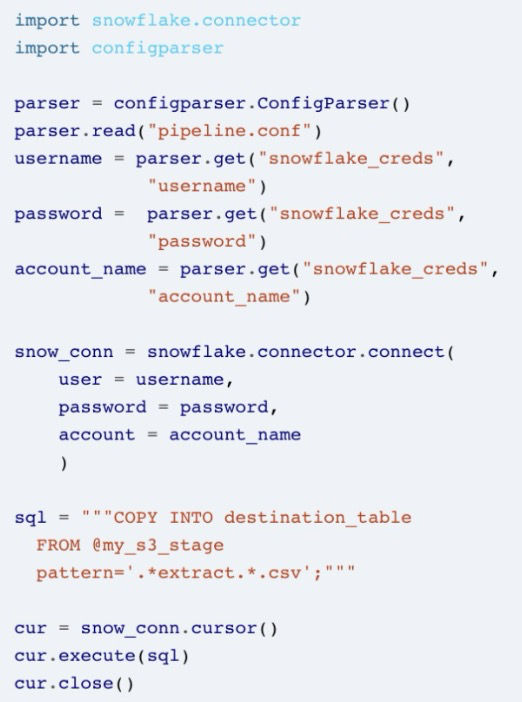 import snowflake.connector
import configparser
parser = configparser.ConfigParser()
parser.read("pipeline.conf")
username = parser.get("snowflake_creds",
            "username")
password =  parser.get("snowflake_creds",
            "password")
account_name = parser.get("snowflake_creds",
            "account_name")
snow_conn = snowflake.connector.connect(
    user = username,
    password = password,
    account = account_name
    )
sql = """COPY INTO destination_table
  FROM @my_s3_stage
  pattern='.*extract.*.csv';"""
cur = snow_conn.cursor()
cur.execute(sql)
cur.close()